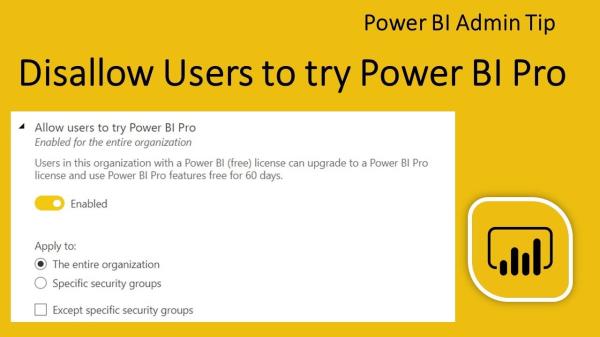 Power BI Admin Tip
Disallow Users to try Power BI Pro
Allow users to try Power BI Pro
Enabled for the entire organization
Users in this organization with a Power BI (free) license can upgrade to a Power BI Pro
license and use Power BI Pro features free for 60 days.
Enabled
Apply to:
The entire organization
Specific security groups
Except specific security groups